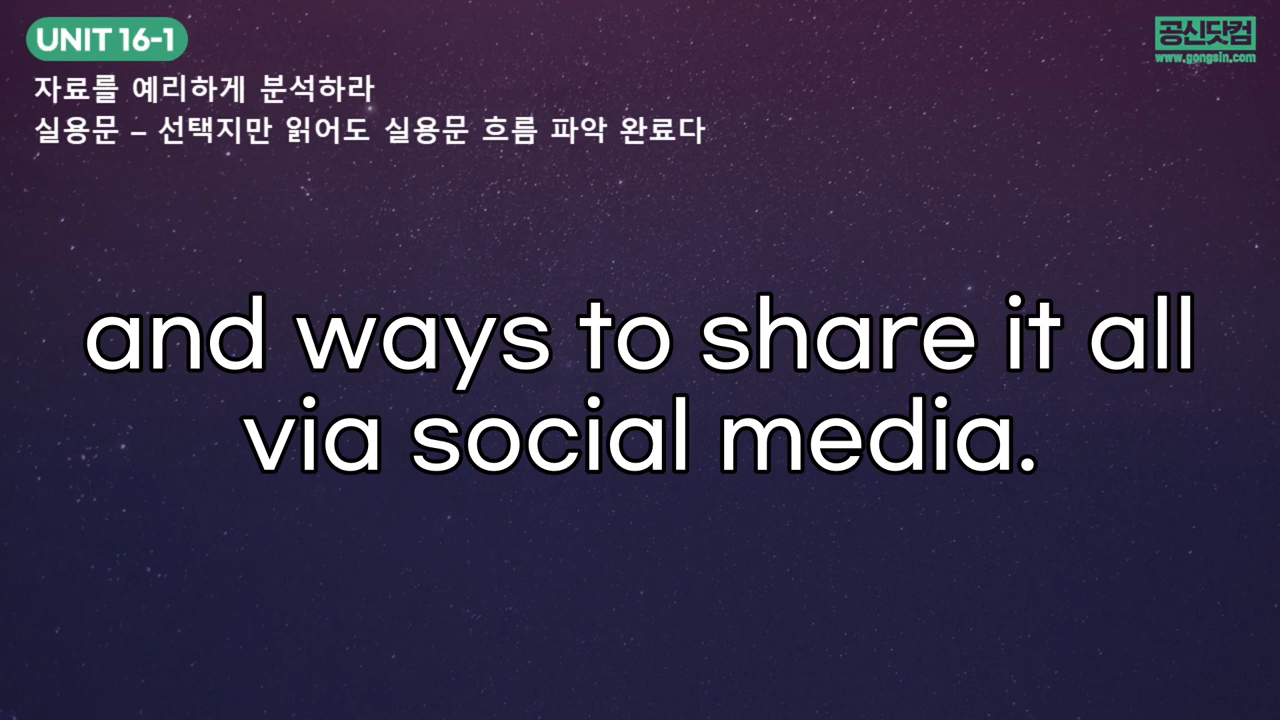 UNIT 16-1
공신닷컴
www.gongsin.com
자료를 예리하게 분석하라
실용문 – 선택지만 읽어도 실용문 흐름 파악 완료다
and ways to share it all
via social media.